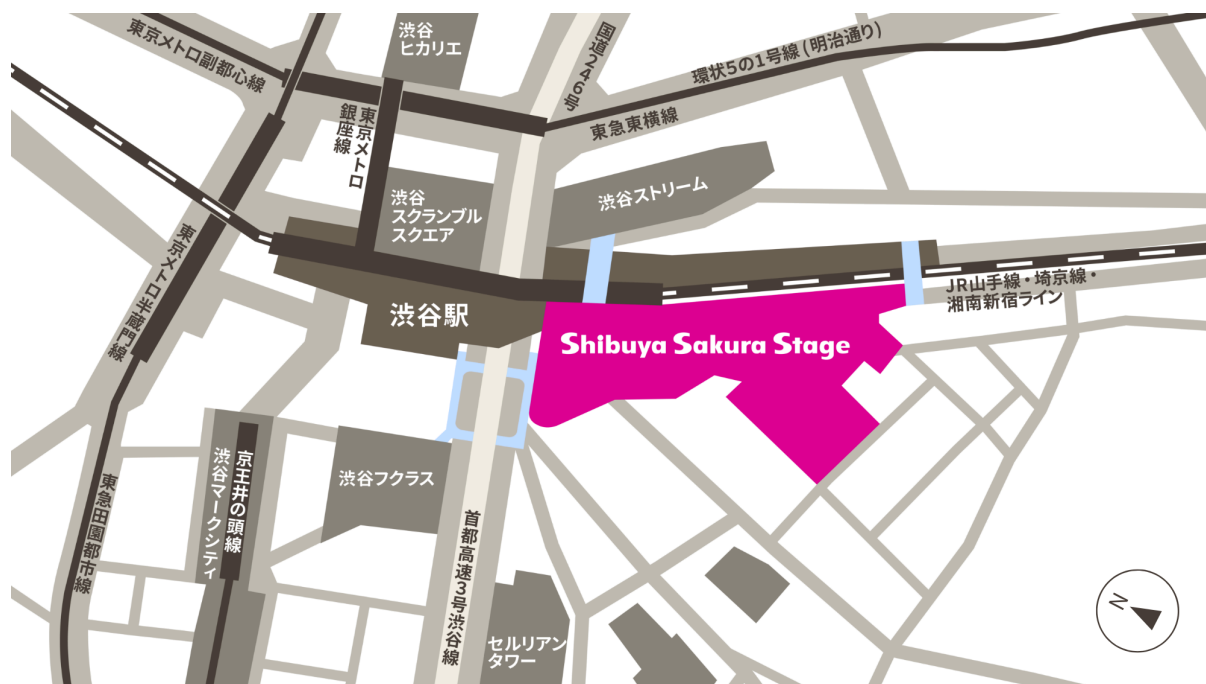 渋谷
ヒカリエ
国道246号
環状5の1号線(明治通り)
東京メトロ副都心線
東急東横線
東京メトロ
銀座線
渋谷
スクランブル
スクエア
渋谷ストリーム
東京メトロ半蔵門線
渋谷駅
JR山手線・埼京線・
湘南新宿ライン
Shibuya Sakura Stage
京王井の頭線
渋谷マークシティ
渋谷フクラス
東急田園都市線
首都高速3号渋谷線
セルリアン
タワー
N